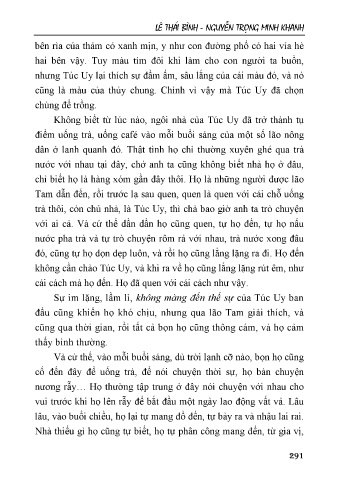 LÊ THÁI BÌNH - NGUYỄN TRỌNG MINH KHANH
bên rìa của thảm cỏ xanh mịn, y như con đường phố có hai vỉa hè
hai bên vậy. Tuy màu tím đôi khi làm cho con người ta buồn,
nhưng Túc Uy lại thích sự đầm ấm, sâu lắng của cái màu đó, và nó
cũng là màu của thủy chung. Chính vì vậy mà Túc Uy đã chọn
chúng để trồng.
Không biết từ lúc nào, ngôi nhà của Túc Uy đã trở thành tụ
điểm uống trà, uống café vào mỗi buổi sáng của một số lão nông
dân ở lanh quanh đó. Thật tình họ chỉ thường xuyên ghé qua trà
nước với nhau tại đây, chớ anh ta cũng không biết nhà họ ở đâu,
chỉ biết họ là hàng xóm gần đây thôi. Họ là những người được lão
Tam dẫn đến, rồi trước lạ sau quen, quen là quen với cái chỗ uống
trà thôi, còn chủ nhà, là Túc Uy, thì chả bao giờ anh ta trò chuyện
với ai cả. Và cứ thế dần dần họ cũng quen, tự họ đến, tự họ nấu
nước pha trà và tự trò chuyện rôm rả với nhau, trà nước xong đâu
đó, cũng tự họ dọn dẹp luôn, và rồi họ cũng lẳng lặng ra đi. Họ đến
không cần chào Túc Uy, và khi ra về họ cũng lẳng lặng rút êm, như
cái cách mà họ đến. Họ đã quen với cái cách như vậy.
Sự im lặng, lầm lì, không màng đến thế sự của Túc Uy ban
đầu cũng khiến họ khó chịu, nhưng qua lão Tam giải thích, và
cũng qua thời gian, rồi tất cả bọn họ cũng thông cảm, và họ cảm
thấy bình thường.
Và cứ thế, vào mỗi buổi sáng, dù trời lạnh cỡ nào, bọn họ cũng
cố đến đây để uống trà, để nói chuyện thời sự, họ bàn chuyện
nương rẫy… Họ thường tập trung ở đây nói chuyện với nhau cho
vui trước khi họ lên rẫy để bắt đầu một ngày lao động vất vả. Lâu
lâu, vào buổi chiều, họ lại tự mang đồ đến, tự bày ra và nhậu lai rai.
Nhà thiếu gì họ cũng tự biết, họ tự phân công mang đến, từ gia vị,
291